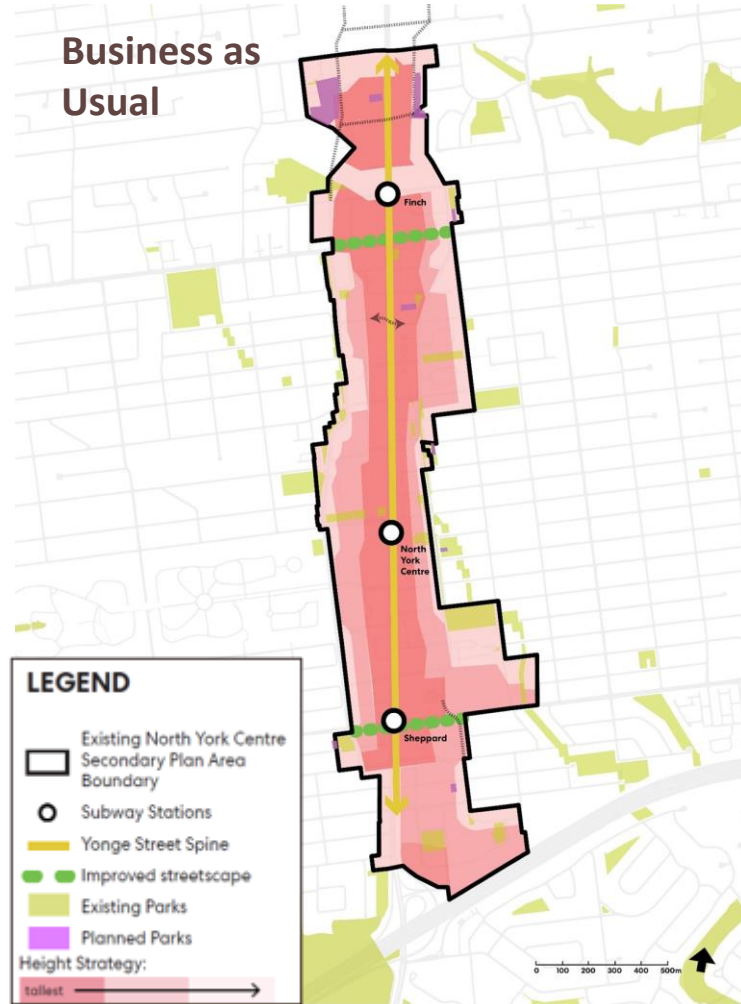 Business as
Usual
Finch
North
York
Centre
Sheppard
LEGEND
Existing North York Centre
Secondary Plan Area
Boundary
Subway Stations
Yonge Street Spine
Improved streetscape
Existing Parks
Planned Parks
Height Strategy:
tallest
0 100 200 300 400 500m